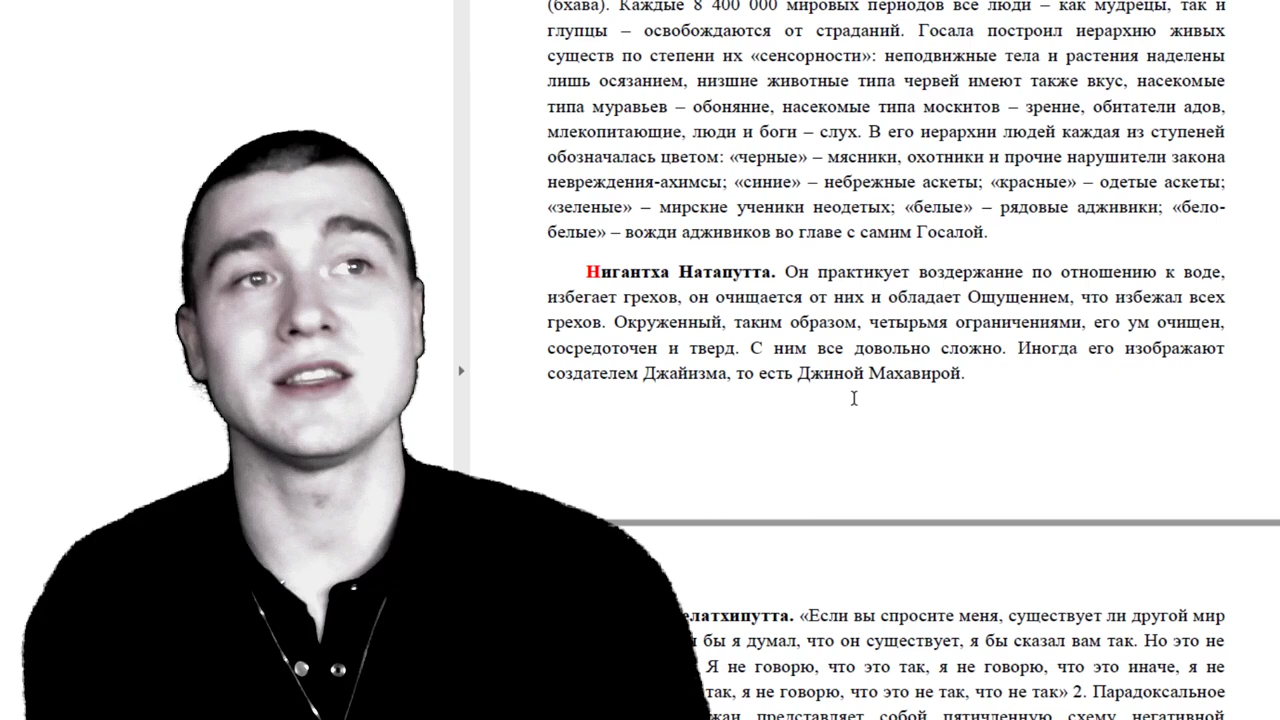 (бхава). Каждые 8 400 000 мировых периодов все люди – как мудрецы, так и
глупцы – освобождаются от страданий. Госала построил иерархию живых
существ по степени их «сенсорности»: неподвижные тела и растения наделены
лишь осязанием, низшие животные типа червей имеют также вкус, насекомые
типа муравьев – обоняние, насекомые типа москитов – зрение, обитатели адов,
млекопитающие, люди и боги – слух. В его иерархии людей каждая из ступеней
обозначалась цветом: «черные» – мясники, охотники и прочие нарушители закона
невреждения-ахимсы; «синие» – небрежные аскеты; «красные» – одетые аскеты;
«зеленые» – мирские ученики неодетых; «белые» – рядовые адживики; «бело-
белые» – вожди адживиков во главе с самим Госалой.
Нигантха Натапутта. Он практикует воздержание по отношению к воде,
избегает грехов, он очищается от них и обладает Ощущением, что избежал всех
грехов. Окруженный, таким образом, четырьмя ограничениями, его ум очищен,
сосредоточен и тверд. С ним все довольно сложно. Иногда его изображают
создателем Джайизма, то есть Джиной Махавирой.
елатхипутта. «Если вы спросите меня, существует ли другой мир
бы я думал, что он существует, я бы сказал вам так. Но это не
Я не говорю, что это так, я не говорю, что это иначе, я не
так, я не говорю, что это не так, что не так» 2. Парадоксальное
представляет собой пятичленную схему негативной